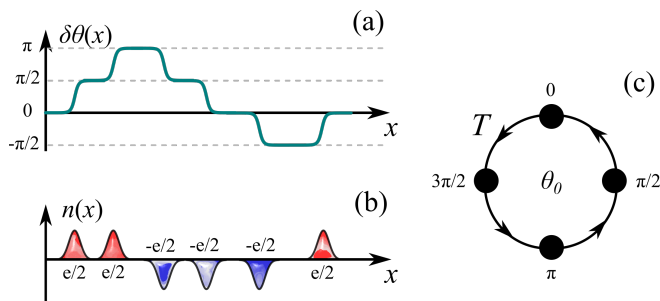 (a)
δθ(x)
π
π/2
0
-π/2
x
(b)
n(x)
-e/2 -e/2 -e/2
e/2 e/2 e/2
x
(c)
0
T
3π/2 θ₀ π/2
π